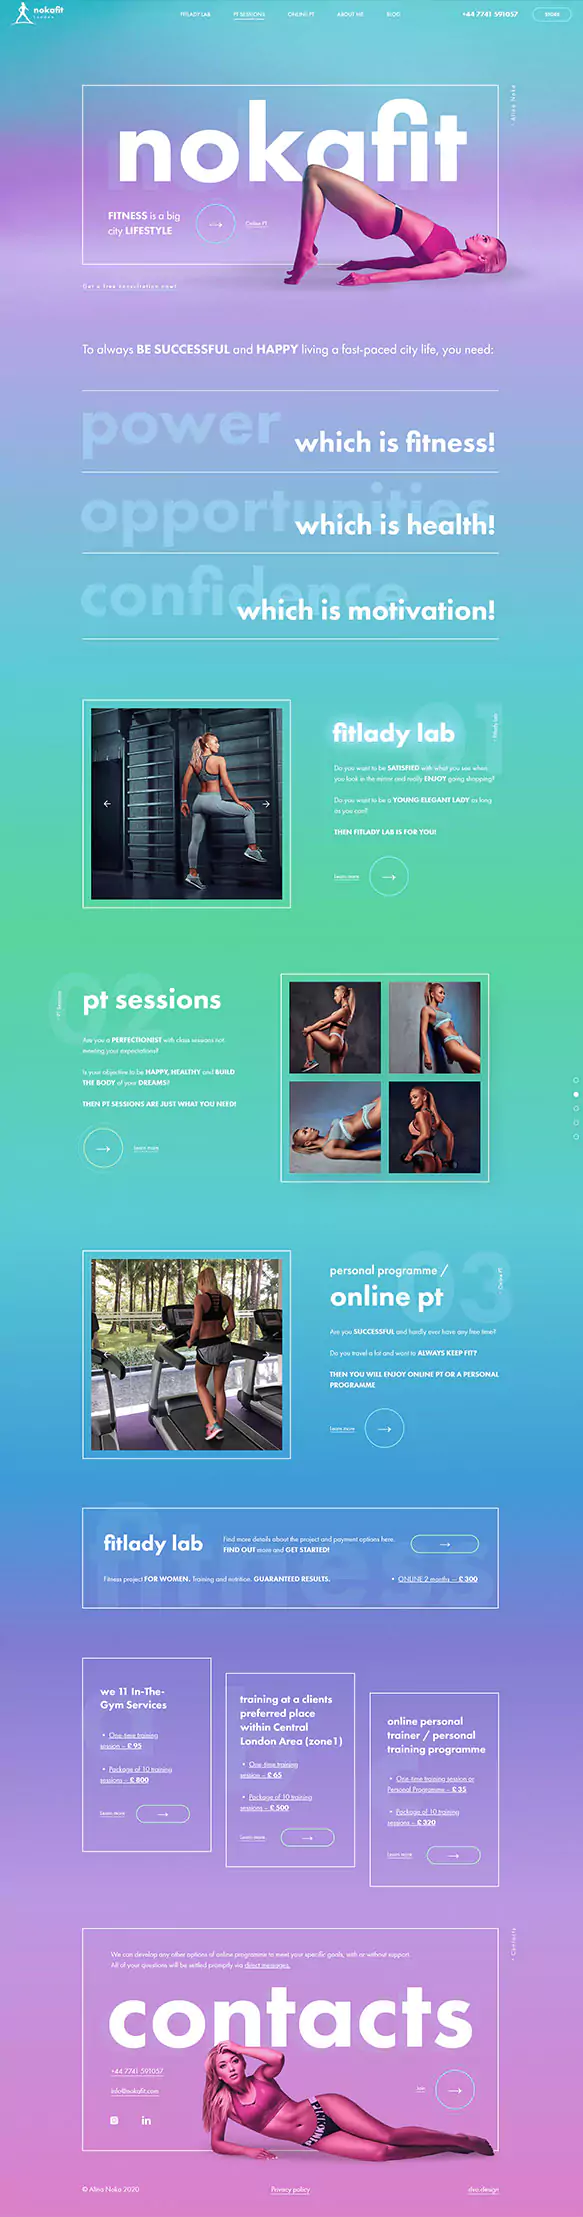 nokafit
London
FITLADY LAB
PT SESSIONS
ONLINE PT
ABOUT ME
BLOG
+44 7741 591057
• Alina Noka
nokafit
FITNESS is a big
city LIFESTYLE
Online PT
Get a free consultation now!
To always BE SUCCESSFUL and HAPPY living a fast-paced city life, you need:
power
which is fitness!
opportunities
which is health!
confidence
which is motivation!
01
fitlady lab
• Fitlady lab
Do you want to be SATISFIED with what you see when
you look in the mirror and really ENJOY going shopping?
Do you want to be a YOUNG ELEGANT LADY as long
as you can?
THEN FITLADY LAB IS FOR YOU!
Learn more
02
• PT Sessions
pt sessions
Are you a PERFECTIONIST with class sessions not
meeting your expectations?
Is your objective to be HAPPY, HEALTHY and BUILD
THE BODY of your DREAMS?
THEN PT SESSIONS ARE JUST WHAT YOU NEED!
Learn more
03
• Online PT
personal programme /
online pt
Are you SUCCESSFUL and hardly ever have any free time?
Do you travel a lot and want to ALWAYS KEEP FIT?
THEN YOU WILL ENJOY ONLINE PT OR A PERSONAL
PROGRAMME
Learn more
fitness
fitlady lab
Find more details about the project and payment options here.
FIND OUT more and GET STARTED!
Fitness project FOR WOMEN. Training and nutrition. GUARANTED RESULTS.
• ONLINE 2 months — £ 300
we 11 In-The-
Gym Services
• One-time training
session – £ 95
• Package of 10 training
sessions – £ 800
Learn more
training at a clients
preferred place
within Central
London Area (zone1)
• One-time training
session – £ 65
• Package of 10 training
sessions – £ 500
Learn more
online personal
trainer / personal
training programme
• One-time training session or
Personal Programme – £ 35
• Package of 10 training
sessions – £ 320
Learn more
• Contacts
We can develop any other options of online programme to meet your specific goals, with or without support.
All of your questions will be settled promptly via direct messages.
contacts
+44 7741 591057
info@nokafit.com
Join
in
© Alina Noka 2020
Privacy policy